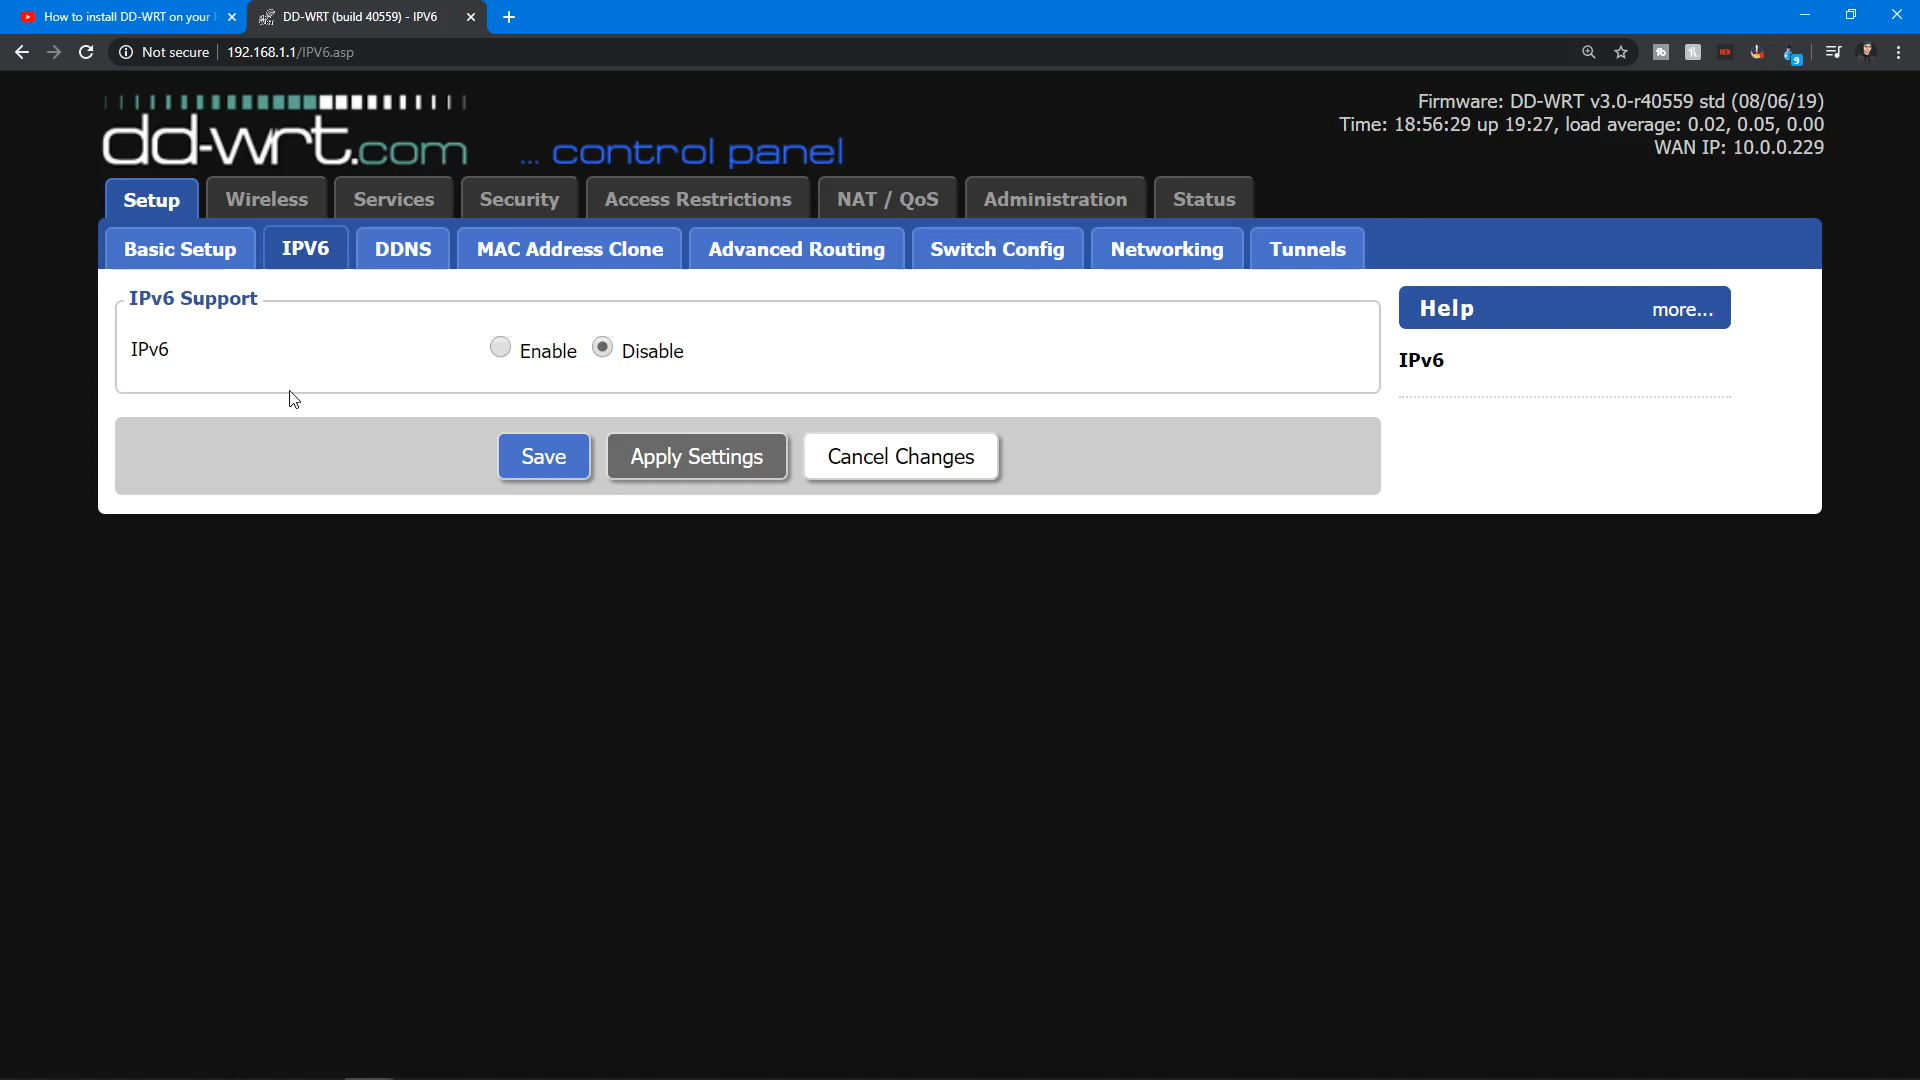 How to install DD-WRT on your
DD-WRT (build 40559) - IPV6
Not secure
192.168.1.1/IPV6.asp
9
dd-wrt.com
... control panel
Firmware: DD-WRT v3.0-r40559 std (08/06/19)
Time: 18:56:29 up 19:27, load average: 0.02, 0.05, 0.00
WAN IP: 10.0.0.229
Setup Wireless Services Security Access Restrictions NAT / QoS Administration Status
Basic Setup IPV6 DDNS MAC Address Clone Advanced Routing Switch Config Networking Tunnels
IPv6 Support
IPv6 Enable Disable
Save Apply Settings Cancel Changes
Help more...
IPv6